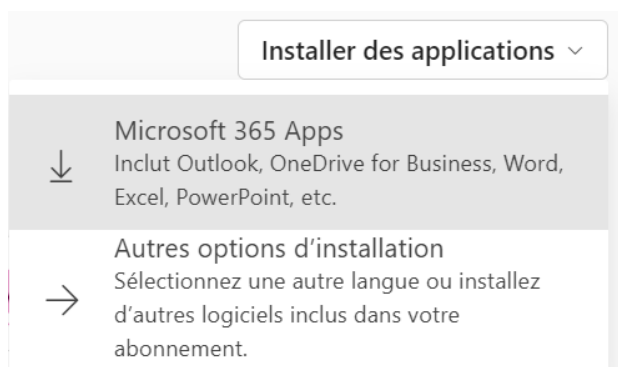 Installer des applications
Microsoft 365 Apps
Inclut Outlook, OneDrive for Business, Word,
Excel, PowerPoint, etc.
Autres options d’installation
Sélectionnez une autre langue ou installez
d’autres logiciels inclus dans votre
abonnement.